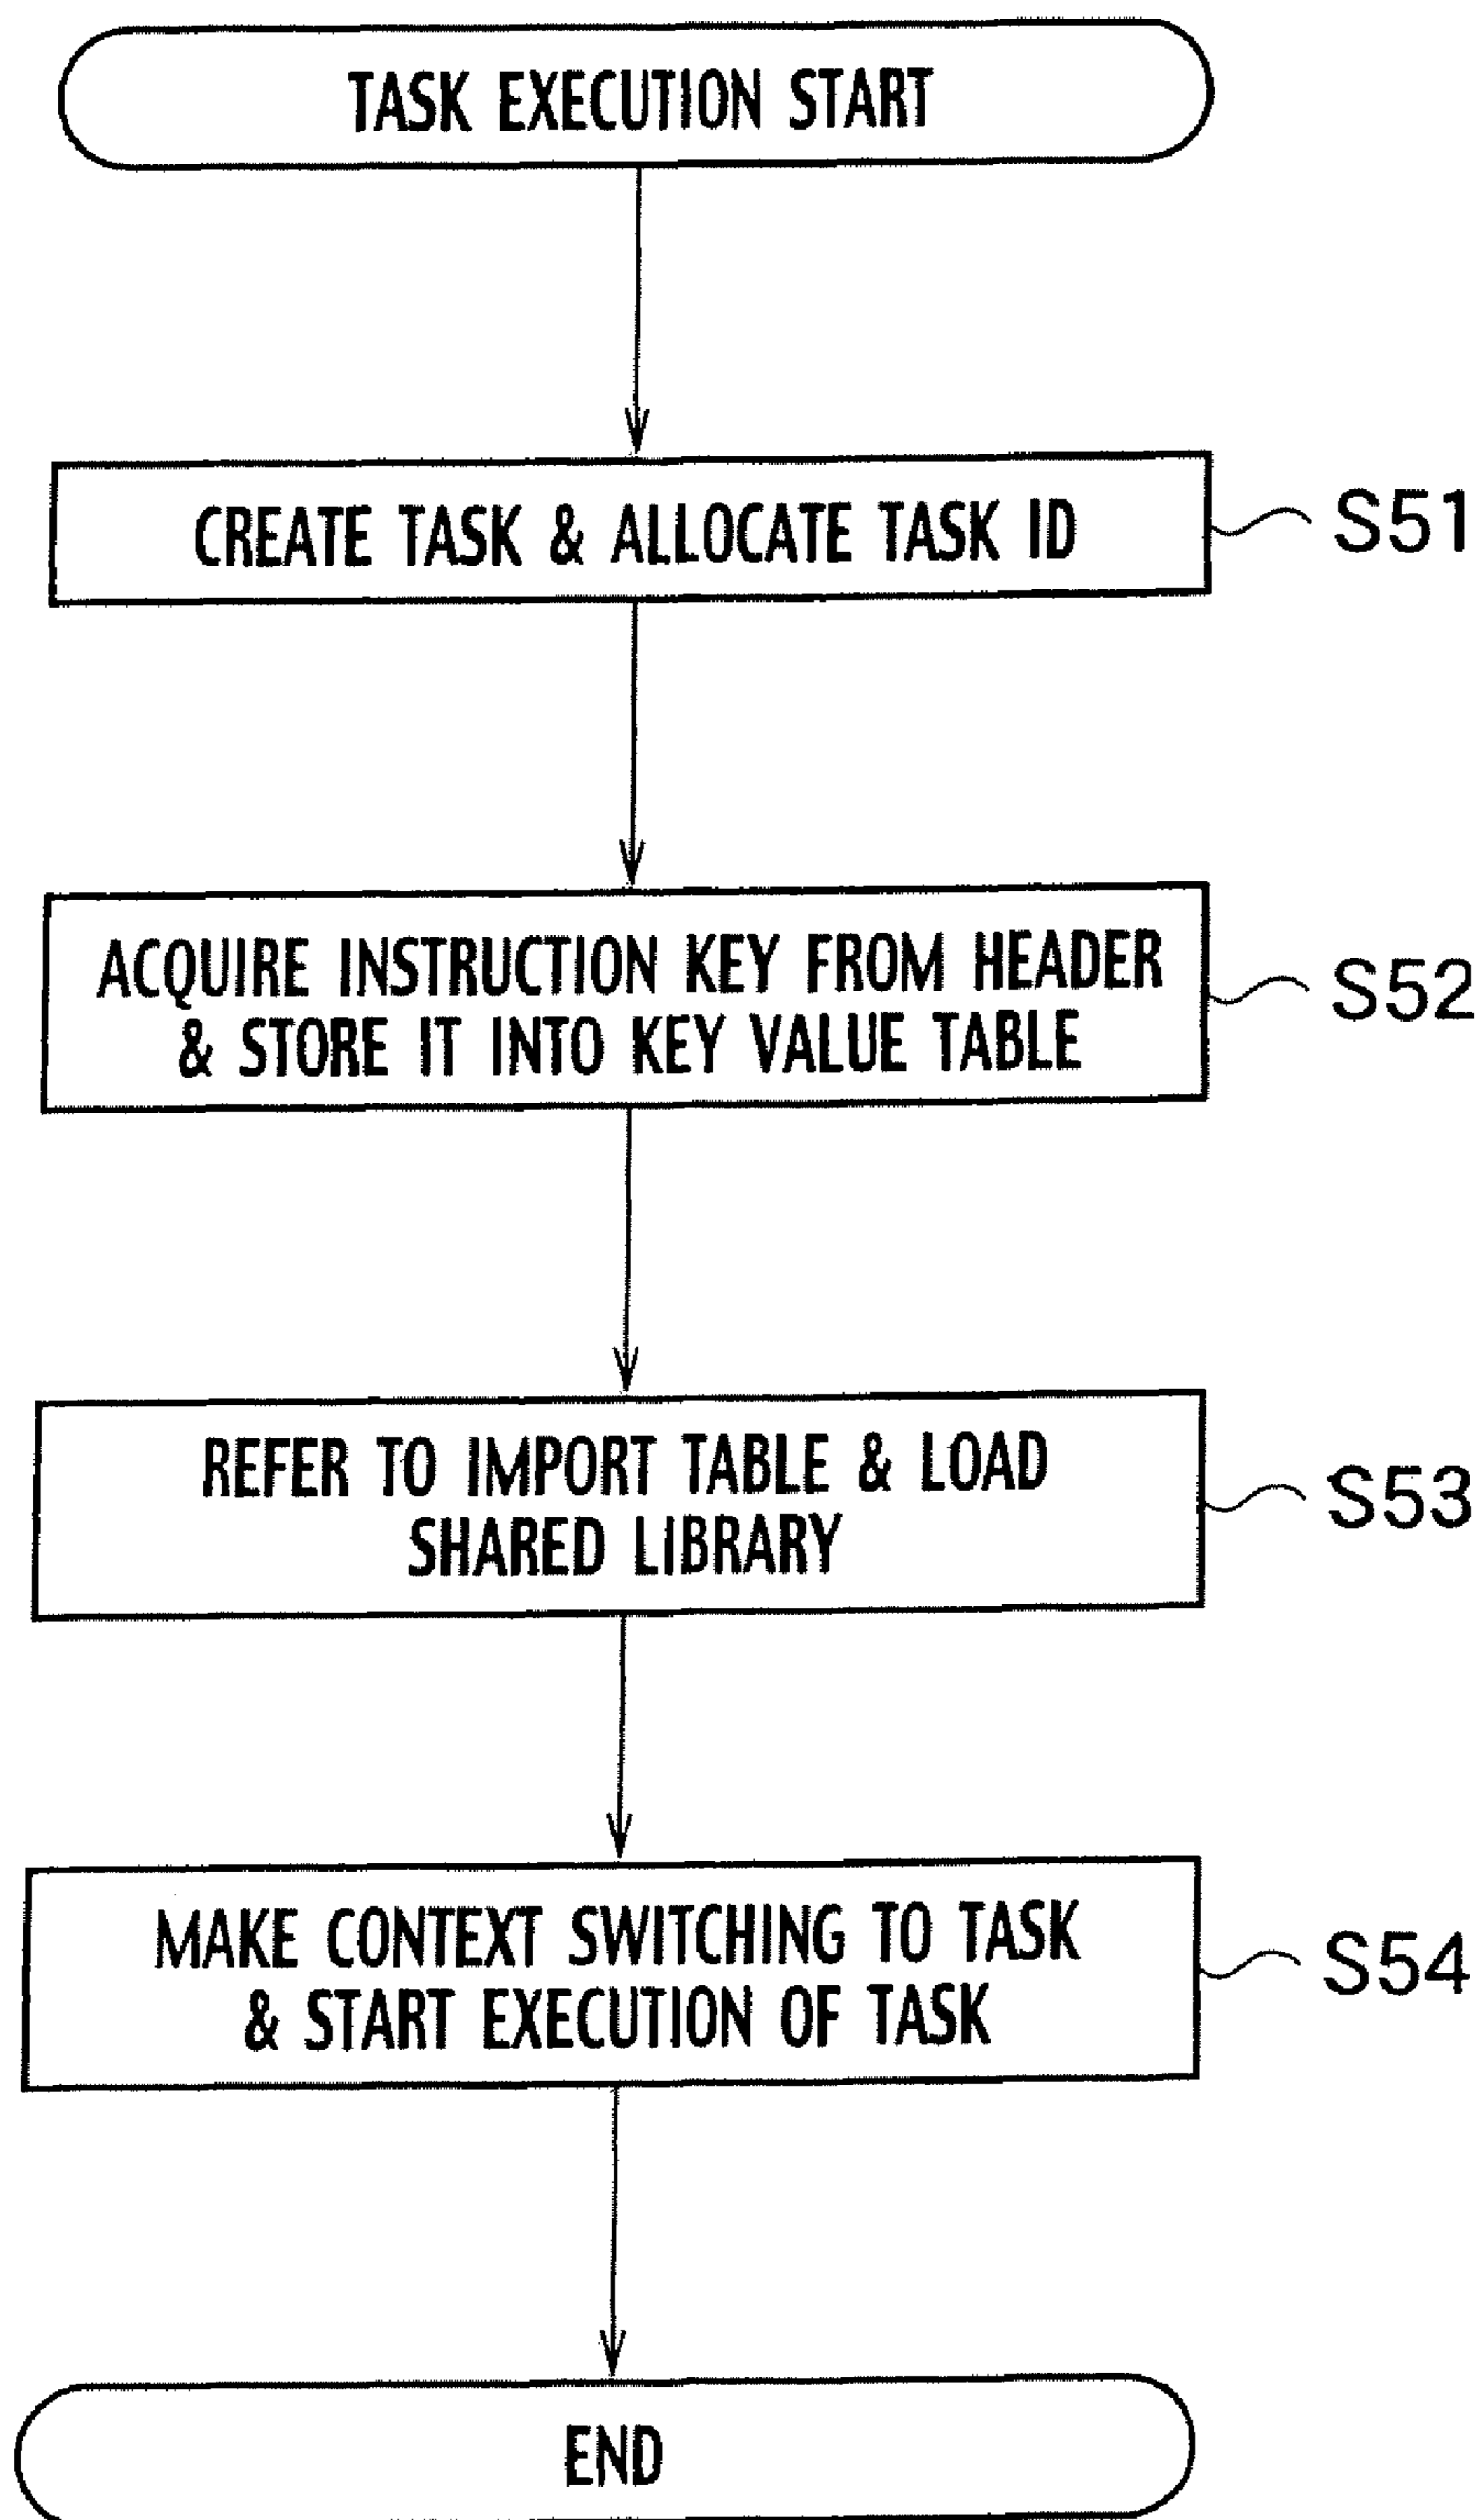 TASK EXECUTION START
CREATE TASK & ALLOCATE TASK ID
S51
ACQUIRE INSTRUCTION KEY FROM HEADER
& STORE IT INTO KEY VALUE TABLE
S52
REFER TO IMPORT TABLE & LOAD
SHARED LIBRARY
S53
MAKE CONTEXT SWITCHING TO TASK
& START EXECUTION OF TASK
S54
END